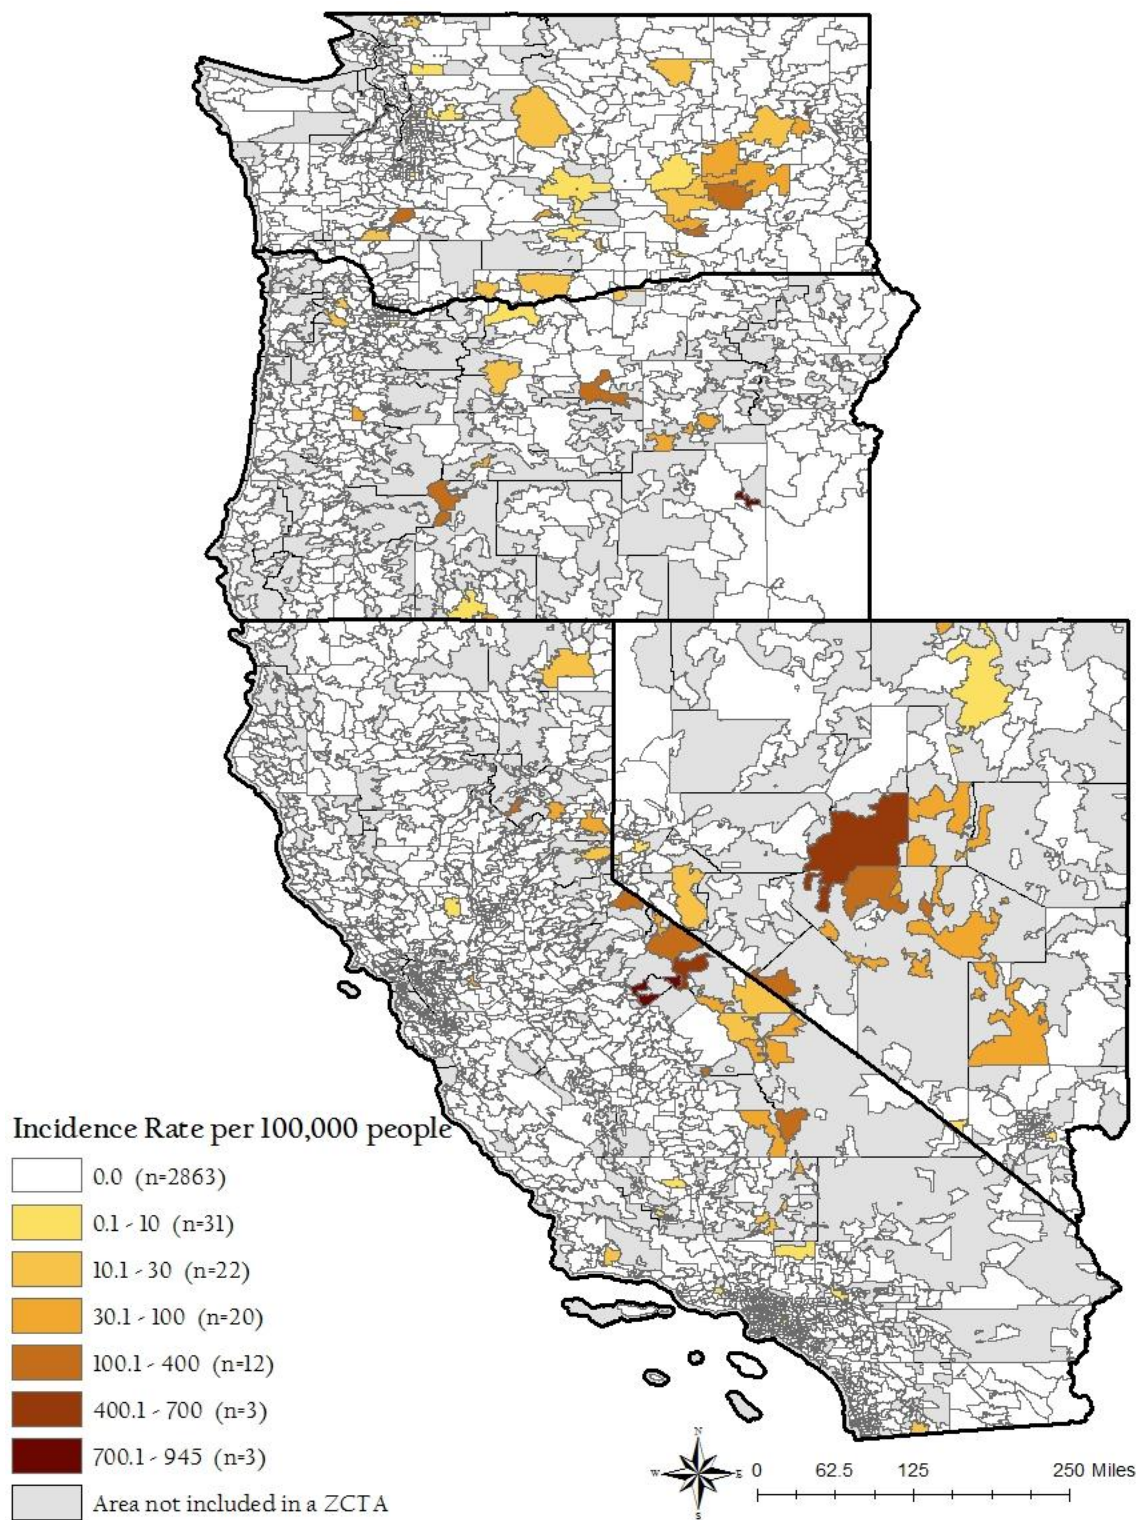 Incidence Rate per 100,000 people
0.0 (n=2863)
0.1 - 10 (n=31)
10.1 - 30 (n=22)
30.1 - 100 (n=20)
100.1 - 400 (n=12)
400.1 - 700 (n=3)
700.1 - 945 (n=3)
Area not included in a ZCTA
N
W
E
S
0 62.5 125 250 Miles